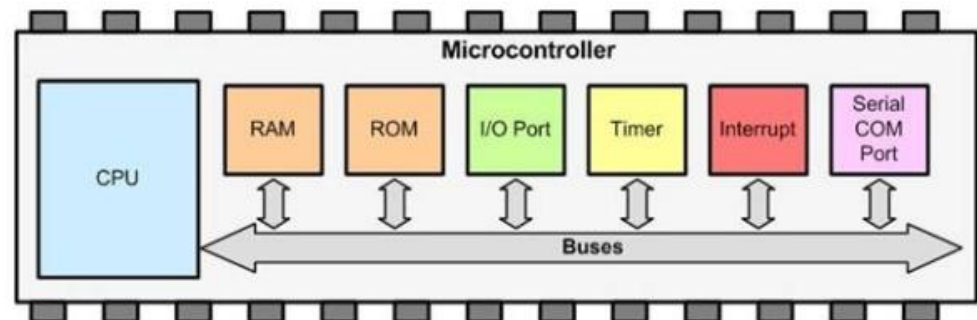 Microcontroller
CPU
RAM
ROM
I/O Port
Timer
Interrupt
Serial
COM
Port
Buses